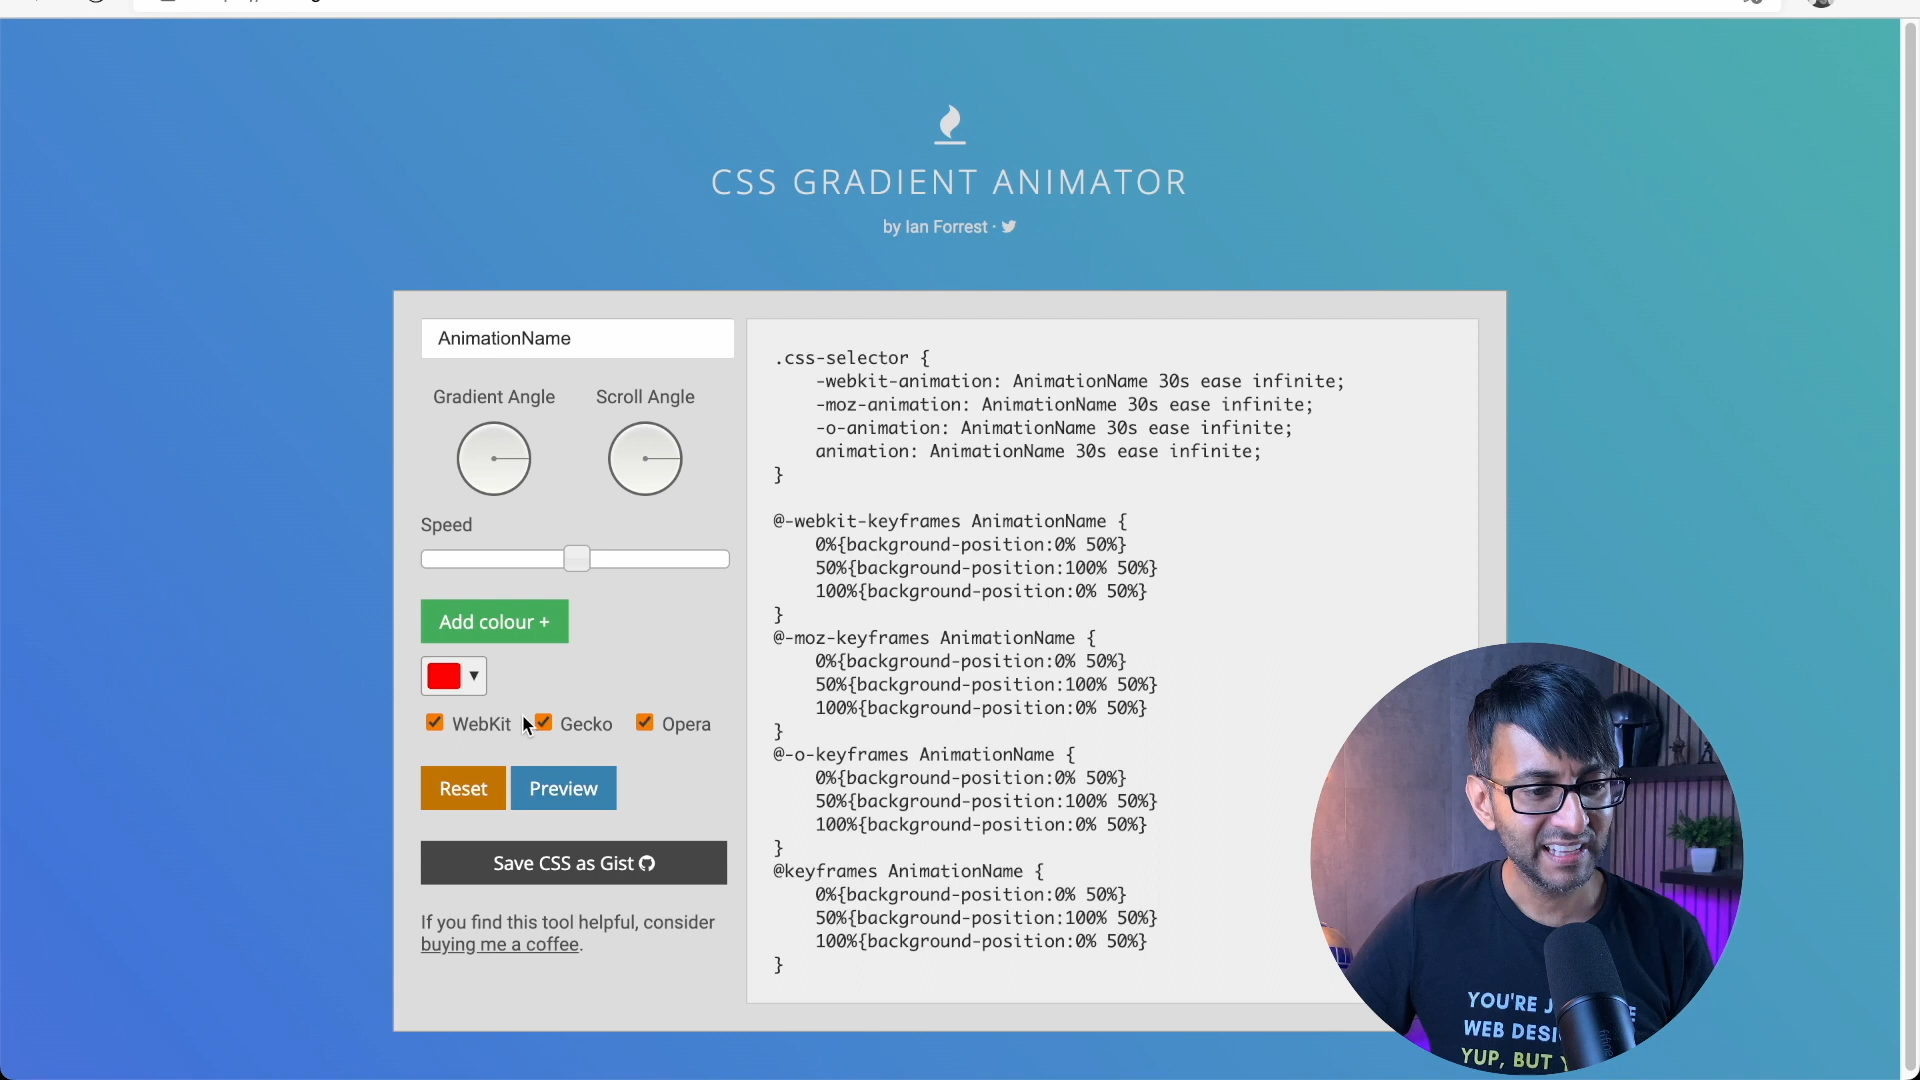 CSS GRADIENT ANIMATOR
by Ian Forrest ·
AnimationName
Gradient Angle
Scroll Angle
Speed
Add colour +
▼
WebKit
Gecko
Opera
Reset
Preview
Save CSS as Gist
If you find this tool helpful, consider
buying me a coffee.
.css-selector {
    -webkit-animation: AnimationName 30s ease infinite;
    -moz-animation: AnimationName 30s ease infinite;
    -o-animation: AnimationName 30s ease infinite;
    animation: AnimationName 30s ease infinite;
}
@-webkit-keyframes AnimationName {
    0%{background-position:0% 50%}
    50%{background-position:100% 50%}
    100%{background-position:0% 50%}
}
@-moz-keyframes AnimationName {
    0%{background-position:0% 50%}
    50%{background-position:100% 50%}
    100%{background-position:0% 50%}
}
@-o-keyframes AnimationName {
    0%{background-position:0% 50%}
    50%{background-position:100% 50%}
    100%{background-position:0% 50%}
}
@keyframes AnimationName {
    0%{background-position:0% 50%}
    50%{background-position:100% 50%}
    100%{background-position:0% 50%}
}
YOU'RE
WEB
YUP, BUT